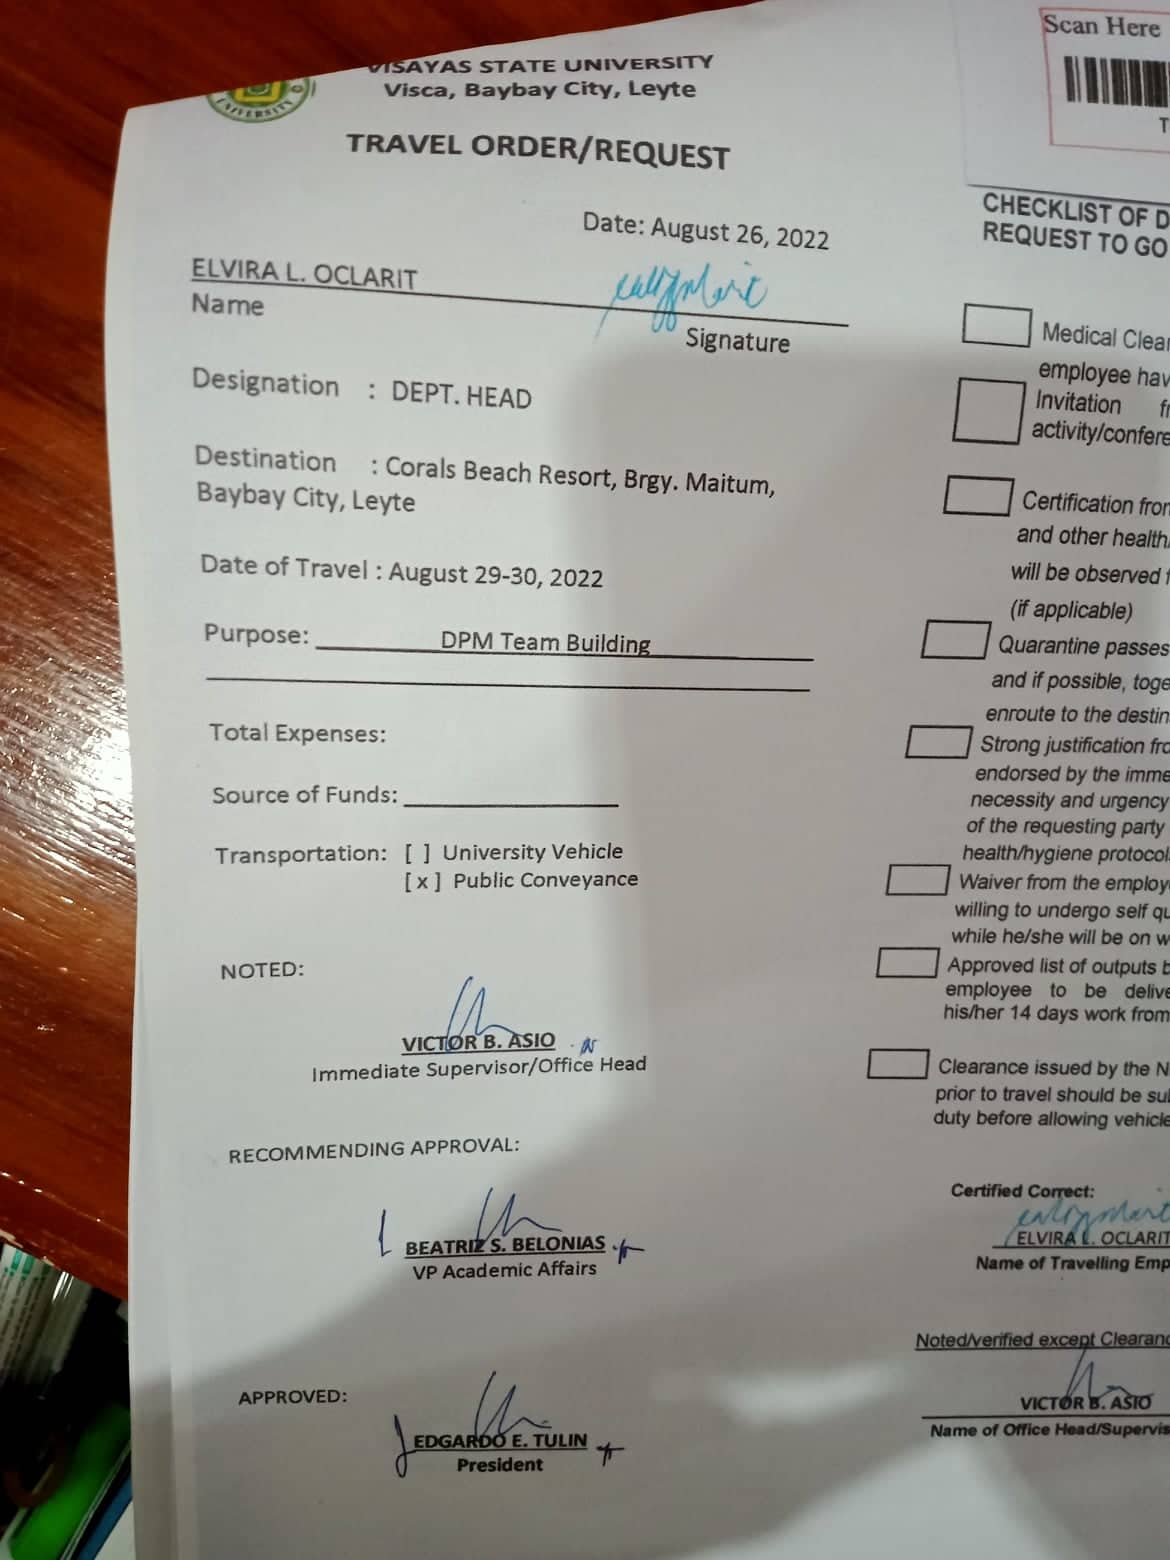 VISAYAS STATE UNIVERSITY
Visca, Baybay City, Leyte
UNIVERSITY
TRAVEL ORDER/REQUEST
Date: August 26, 2022
ELVIRA L. OCLARIT
Name
Signature
Designation : DEPT. HEAD
Destination : Corals Beach Resort, Brgy. Maitum,
Baybay City, Leyte
Date of Travel : August 29-30, 2022
Purpose: DPM Team Building
Total Expenses:
Source of Funds:
Transportation: [ ] University Vehicle
[ x ] Public Conveyance
NOTED:
VICTOR B. ASIO
Immediate Supervisor/Office Head
RECOMMENDING APPROVAL:
BEATRIZ S. BELONIAS
VP Academic Affairs
APPROVED:
EDGARDO E. TULIN
President
Scan Here
T
CHECKLIST OF D
REQUEST TO GO
Medical Clear
employee hav
Invitation fr
activity/confere
Certification from
and other health
will be observed f
(if applicable)
Quarantine passes
and if possible, toge
enroute to the destin
Strong justification fro
endorsed by the imme
necessity and urgency
of the requesting party
health/hygiene protocol
Waiver from the employe
willing to undergo self qu
while he/she will be on w
Approved list of outputs b
employee to be delive
his/her 14 days work from
Clearance issued by the N
prior to travel should be sub
duty before allowing vehicle
Certified Correct:
ELVIRA L. OCLARIT
Name of Travelling Emp
Noted/verified except Clearanc
VICTOR B. ASIO
Name of Office Head/Supervis